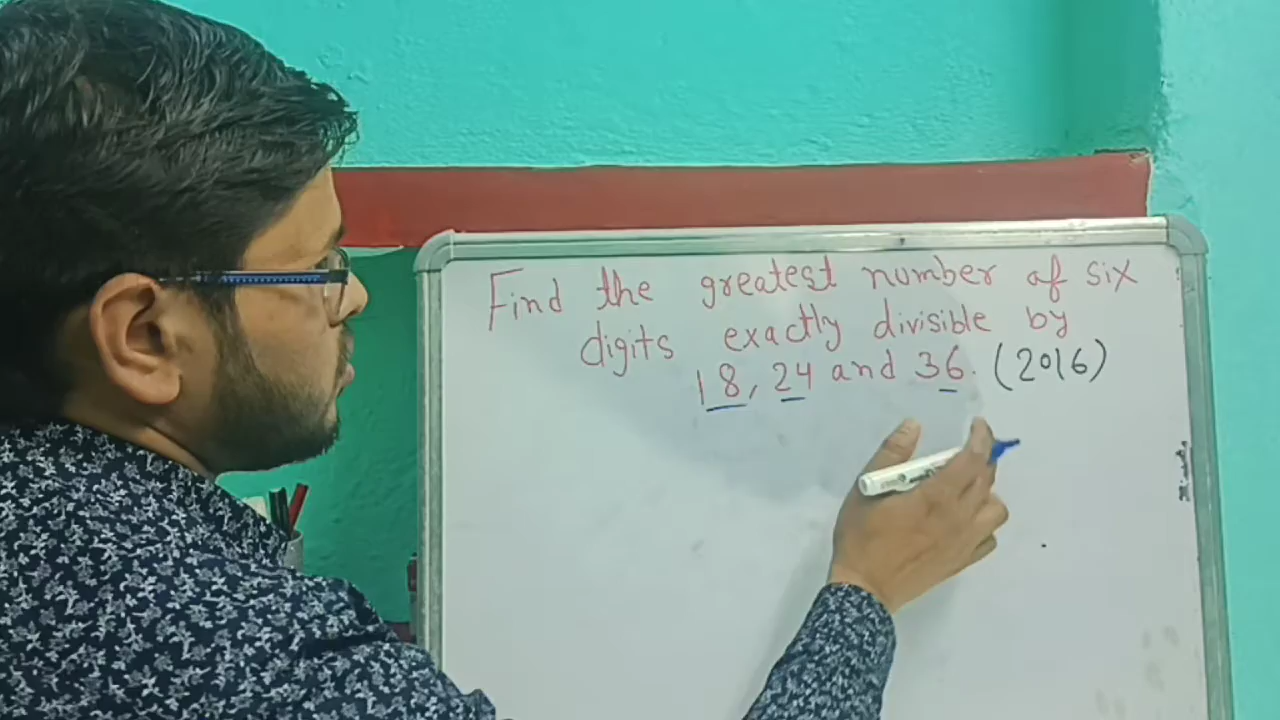 Find the greatest number of six
digits exactly divisible by
18, 24 and 36. (2016)